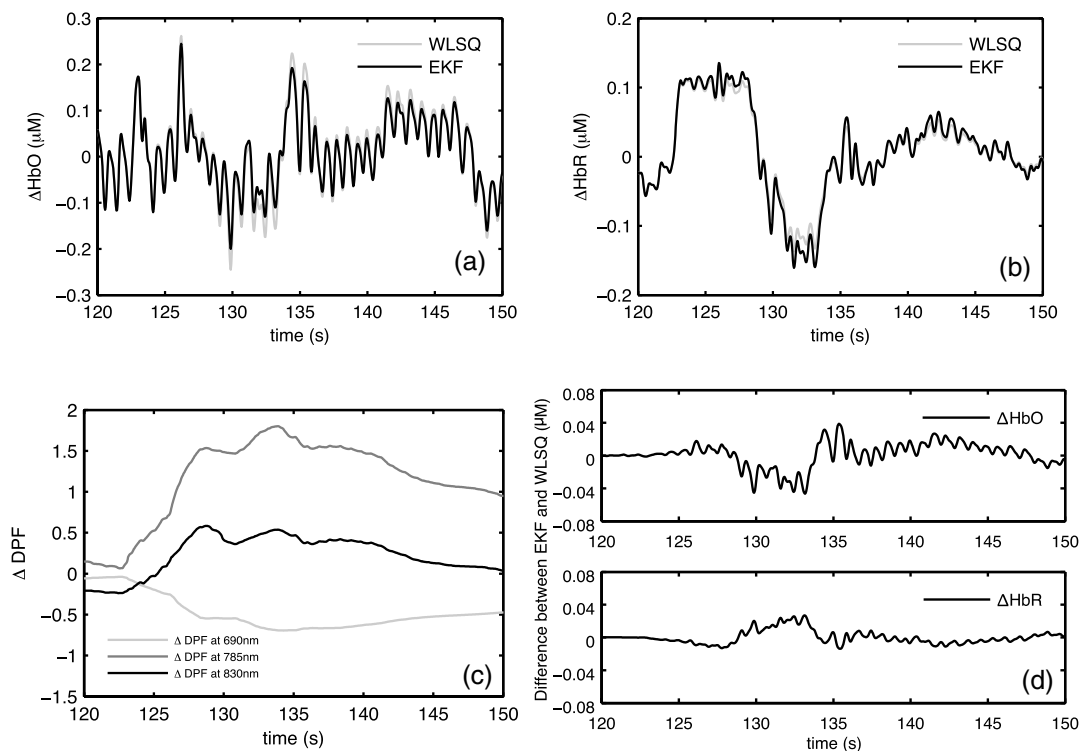 0.3
0.2
0.1
0
−0.1
−0.2
−0.3
ΔHbO (μM)
WLSQ
EKF
(a)
120 125 130 135 140 145 150
time (s)
0.2
0.1
0
−0.1
−0.2
ΔHbR (μM)
WLSQ
EKF
(b)
120 125 130 135 140 145 150
time (s)
2
1.5
1
0.5
0
−0.5
−1
−1.5
Δ DPF
Δ DPF at 690nm
Δ DPF at 785nm
Δ DPF at 830nm
(c)
120 125 130 135 140 145 150
time (s)
Difference between EKF and WLSQ (μM)
0.08
0.04
0
−0.04
−0.08
ΔHbO
120 125 130 135 140 145 150
0.08
0.04
0
−0.04
−0.08
ΔHbR
(d)
120 125 130 135 140 145 150
time (s)